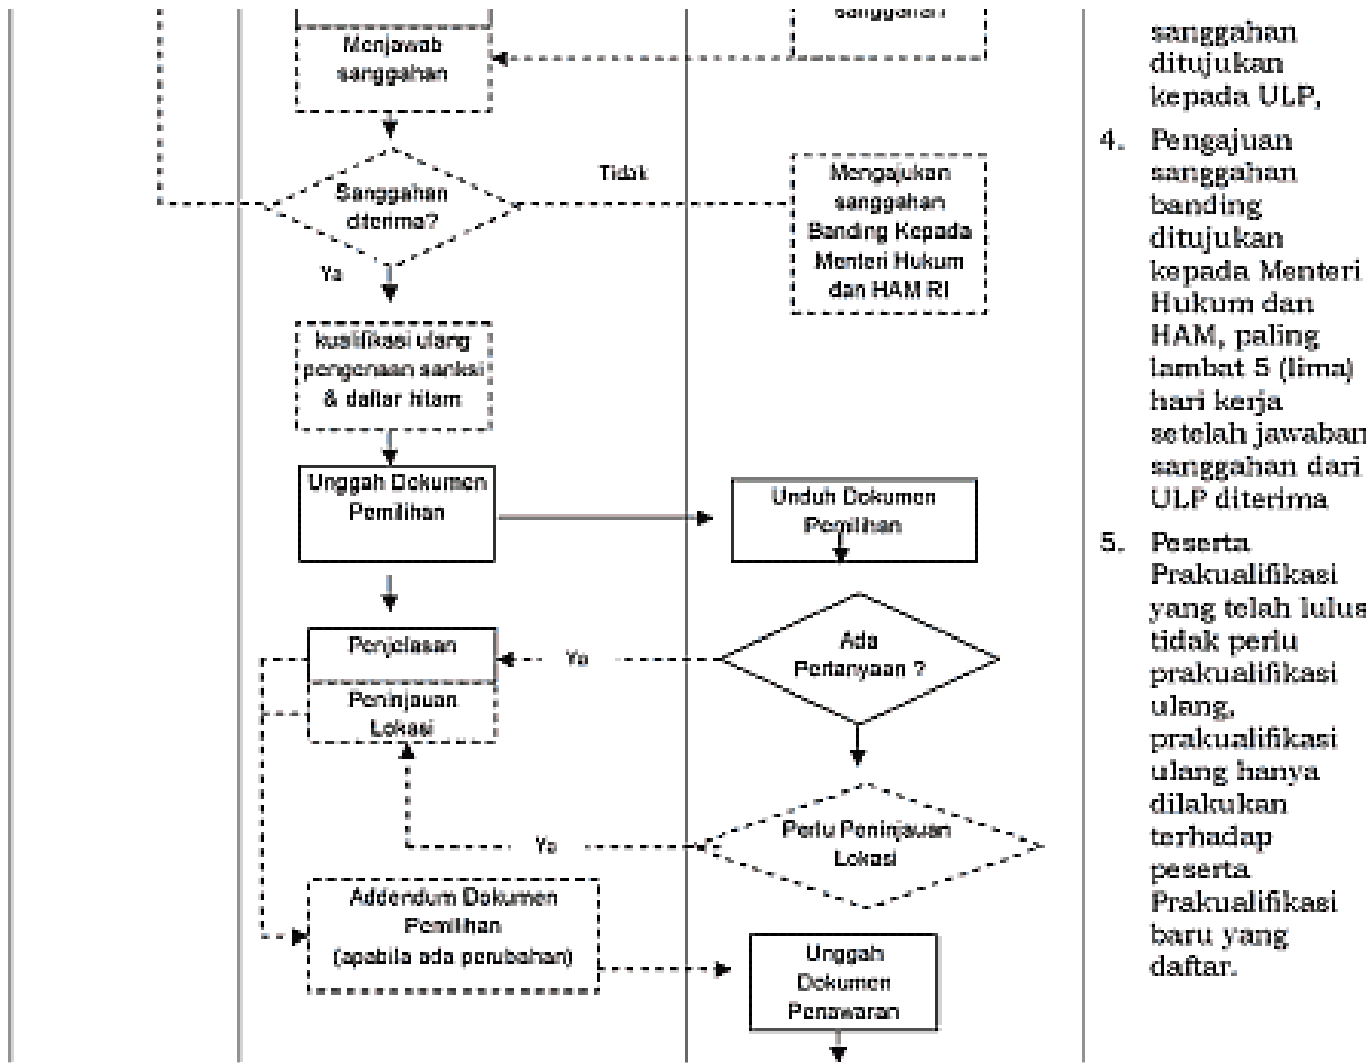 sanggahan?
Menjawab
sanggahan
Sanggahan
diterima?
Tidak
Ya
Mengajukan
sanggahan
Banding Kepada
Menteri Hukum
dan HAM RI
kualifikasi ulang
pengenaan sanksi
& daftar hitam
Unggah Dokumen
Pemilihan
Unduh Dokumen
Pemilihan
Penjelasan
Ya
Ada
Pertanyaan ?
Peninjauan
Lokasi
Ya
Perlu Peninjauan
Lokasi
Addendum Dokumen
Pemilihan
(apabila ada perubahan)
Unggah
Dokumen
Penawaran
sanggahan
ditujukan
kepada ULP,
4. Pengajuan
sanggahan
banding
ditujukan
kepada Menteri
Hukum dan
HAM, paling
lambat 5 (lima)
hari kerja
setelah jawaban
sanggahan dari
ULP diterima
5. Peserta
Prakualifikasi
yang telah lulus
tidak perlu
prakualifikasi
ulang,
prakualifikasi
ulang hanya
dilakukan
terhadap
peserta
Prakualifikasi
baru yang
daftar.